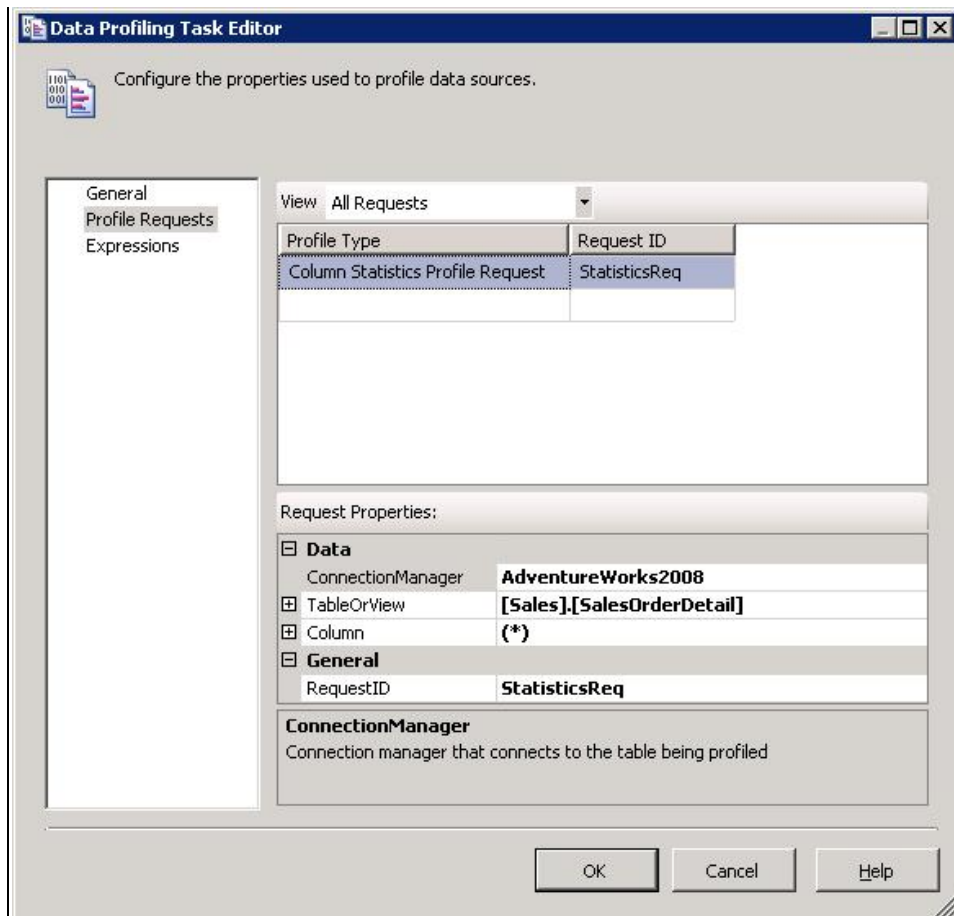 Data Profiling Task Editor
Configure the properties used to profile data sources.
General
Profile Requests
Expressions
View All Requests
Profile Type Request ID
Column Statistics Profile Request StatisticsReq
Request Properties:
Data
ConnectionManager AdventureWorks2008
TableOrView [Sales].[SalesOrderDetail]
Column (*)
General
RequestID StatisticsReq
ConnectionManager
Connection manager that connects to the table being profiled
OK Cancel Help